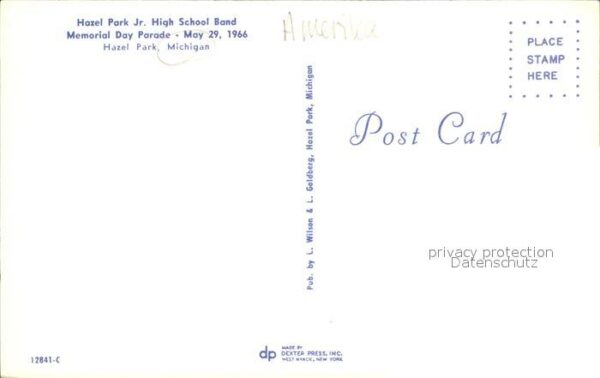 Hazel Park Jr. High School Band
Memorial Day Parade - May 29, 1966
Hazel Park, Michigan
Amerika
PLACE
STAMP
HERE
Post Card
Pub. by L. Wilson & L. Goldberg, Hazel Park, Michigan
privacy protection
Datenschutz
12841-C
dp
MADE BY
DEXTER PRESS, INC.
WEST NYACK, NEW YORK